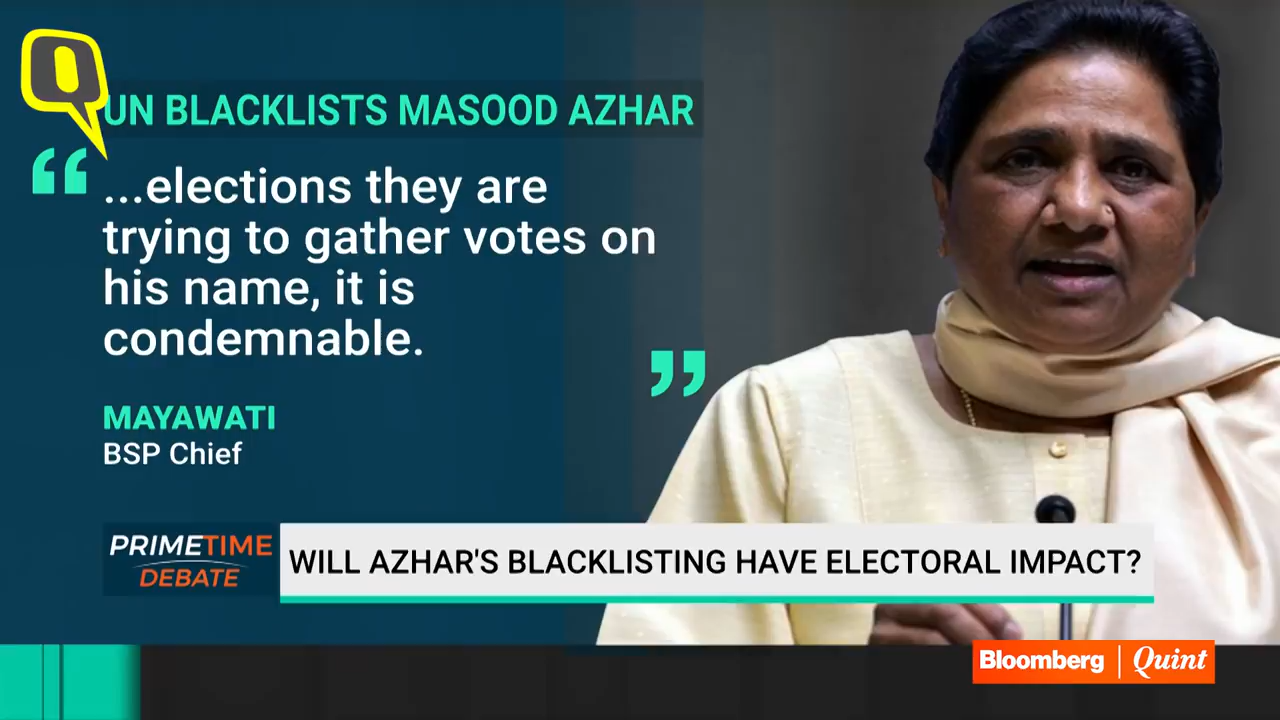 Q
UN BLACKLISTS MASOOD AZHAR
“
...elections they are
trying to gather votes on
his name, it is
condemnable.
”
MAYAWATI
BSP Chief
PRIMETIME
DEBATE
WILL AZHAR'S BLACKLISTING HAVE ELECTORAL IMPACT?
Bloomberg | Quint